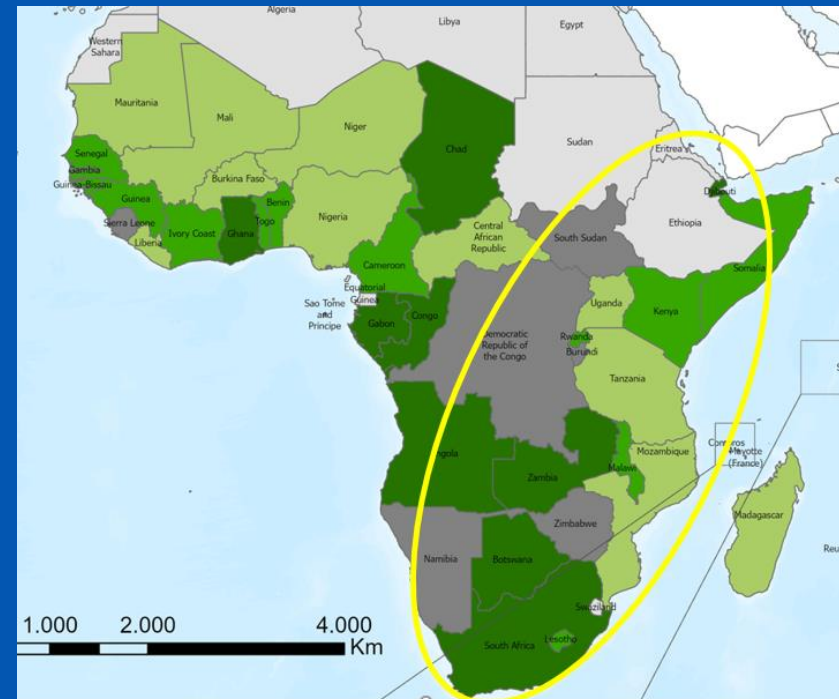 Algeria
Libya
Egypt
Western
Sahara
Mauritania
Mali
Niger
Chad
Sudan
Eritrea
Senegal
Gambia
Guinea-Bissau
Guinea
Sierra Leone
Liberia
Ivory Coast
Burkina Faso
Ghana
Togo
Benin
Nigeria
Cameroon
Central
African
Republic
South Sudan
Ethiopia
Djibouti
Somalia
Equatorial
Guinea
Sao Tome
and
Principe
Gabon
Congo
Democratic
Republic of
the Congo
Uganda
Kenya
Rwanda
Burundi
Tanzania
Angola
Zambia
Malawi
Mozambique
Comoros
Mayotte
(France)
Madagascar
Zimbabwe
Namibia
Botswana
Swaziland
Lesotho
South Africa
Reu
1.000 2.000 4.000
Km